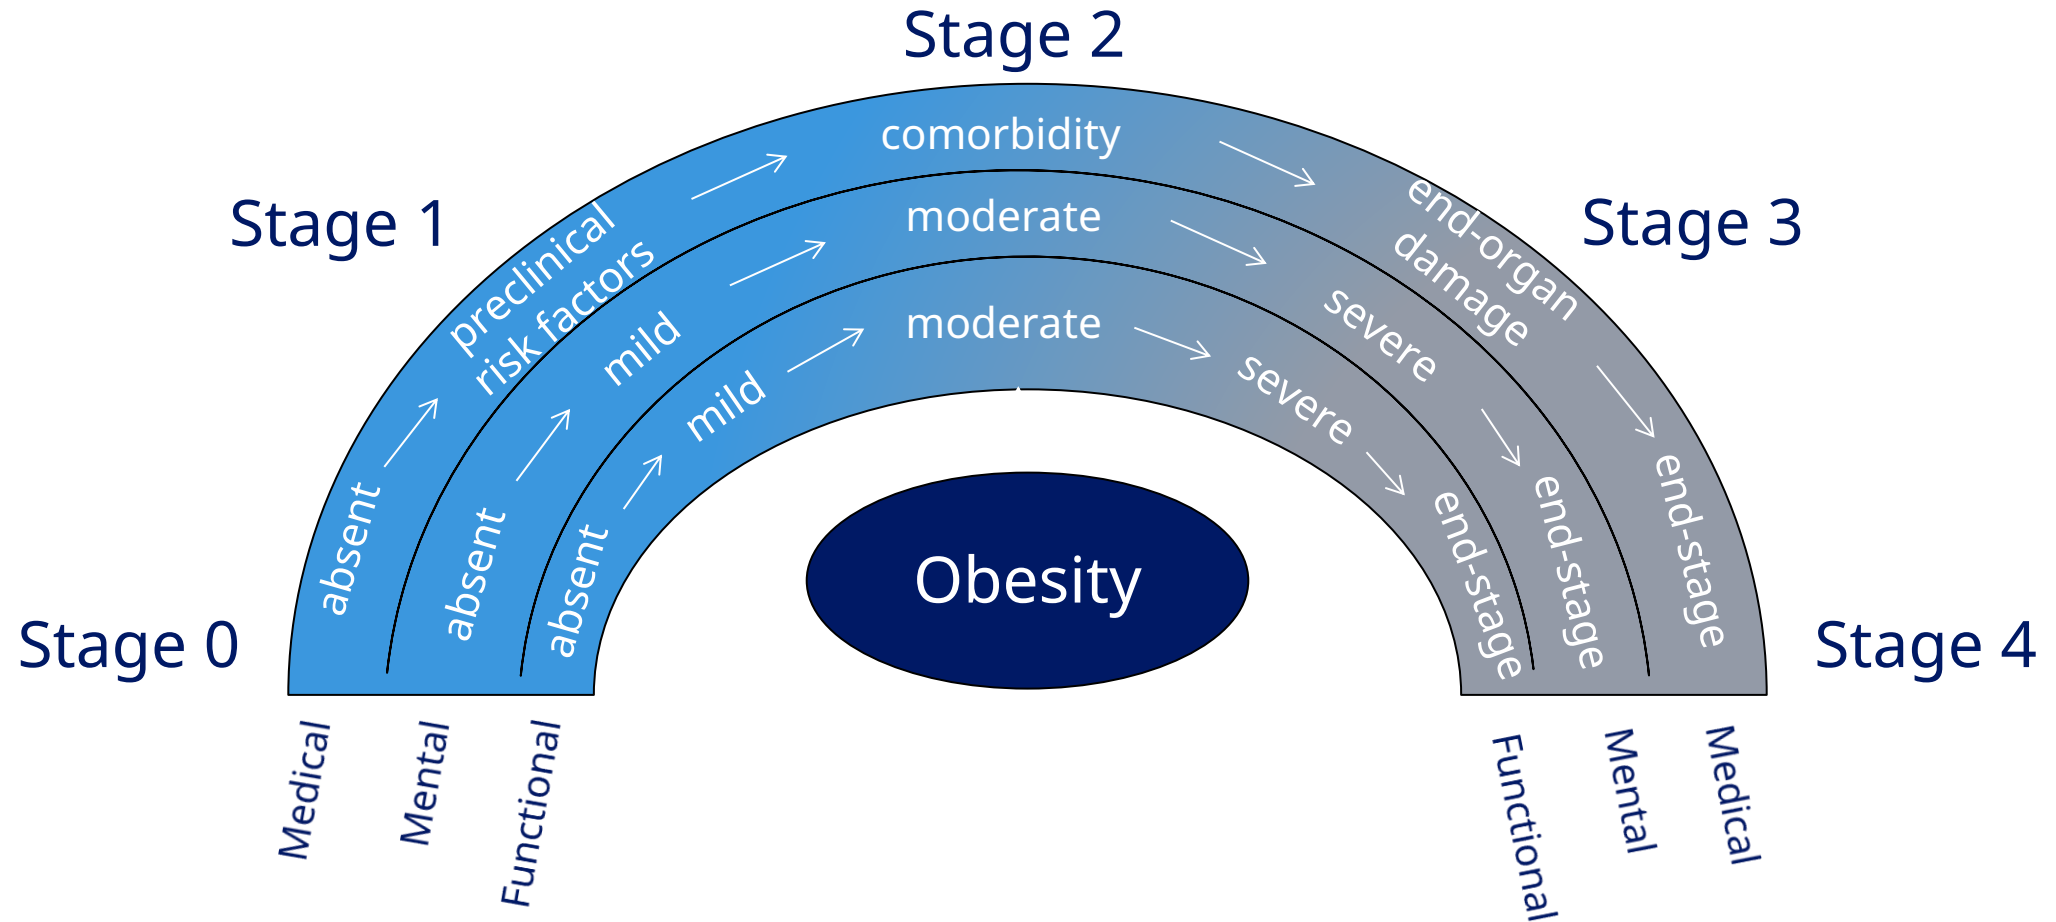 Stage 2
Stage 1
Stage 3
Stage 0
Stage 4
absent
preclinical
risk factors
comorbidity
end-organ
damage
end-stage
absent
mild
moderate
severe
end-stage
absent
mild
moderate
severe
end-stage
Obesity
Medical
Mental
Functional
Functional
Mental
Medical